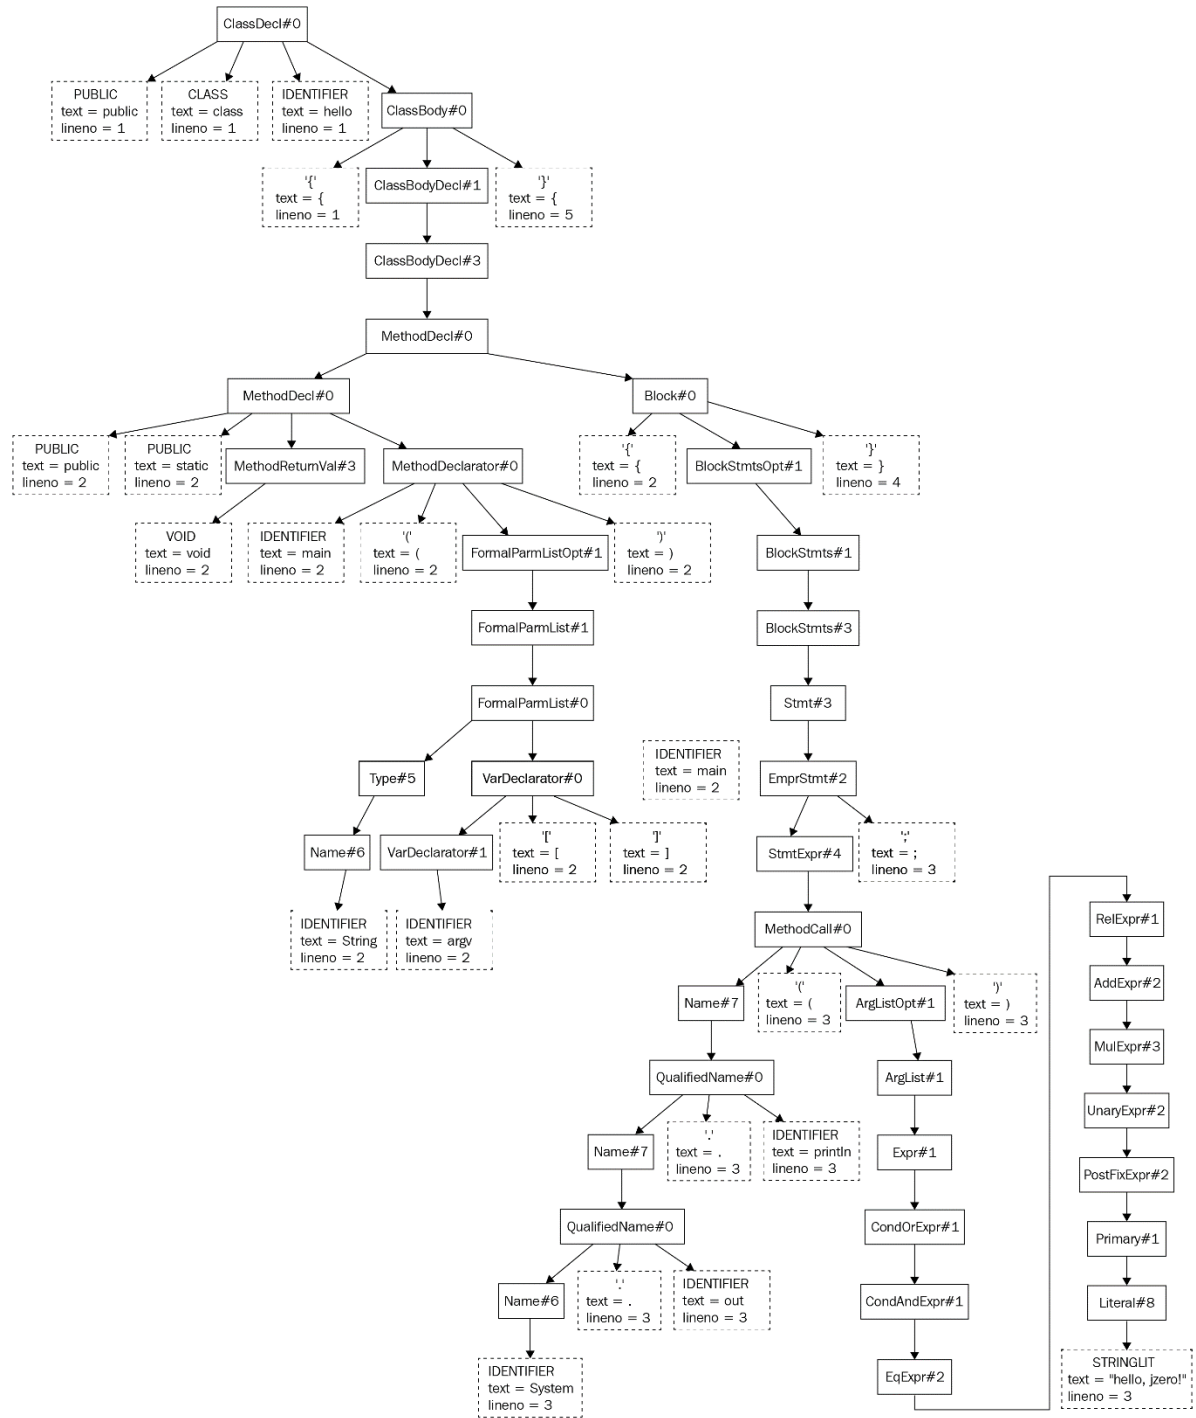 ClassDecl#0
PUBLIC
text = public
lineno = 1
CLASS
text = class
lineno = 1
IDENTIFIER
text = hello
lineno = 1
ClassBody#0
'{'
text = {
lineno = 1
ClassBodyDecl#1
'}'
text = {
lineno = 5
ClassBodyDecl#3
MethodDecl#0
MethodDecl#0
Block#0
PUBLIC
text = public
lineno = 2
PUBLIC
text = static
lineno = 2
MethodReturnVal#3
MethodDeclarator#0
'{'
text = {
lineno = 2
BlockStmtsOpt#1
'}'
text = }
lineno = 4
VOID
text = void
lineno = 2
IDENTIFIER
text = main
lineno = 2
'('
text = (
lineno = 2
FormalParmListOpt#1
')'
text = )
lineno = 2
BlockStmts#1
FormalParmList#1
BlockStmts#3
FormalParmList#0
Stmt#3
Type#5
VarDeclarator#0
IDENTIFIER
text = main
lineno = 2
EmprStmt#2
Name#6
VarDeclarator#1
'['
text = [
lineno = 2
']'
text = ]
lineno = 2
StmtExpr#4
';'
text = ;
lineno = 3
IDENTIFIER
text = String
lineno = 2
IDENTIFIER
text = argv
lineno = 2
MethodCall#0
RelExpr#1
Name#7
'('
text = (
lineno = 3
ArgListOpt#1
')'
text = )
lineno = 3
AddExpr#2
MulExpr#3
QualifiedName#0
ArgList#1
UnaryExpr#2
Name#7
'.'
text = .
lineno = 3
IDENTIFIER
text = println
lineno = 3
Expr#1
PostFixExpr#2
QualifiedName#0
CondOrExpr#1
Primary#1
Name#6
'.'
text = .
lineno = 3
IDENTIFIER
text = out
lineno = 3
CondAndExpr#1
Literal#8
IDENTIFIER
text = System
lineno = 3
EqExpr#2
STRINGLIT
text = "hello, jzero!"
lineno = 3